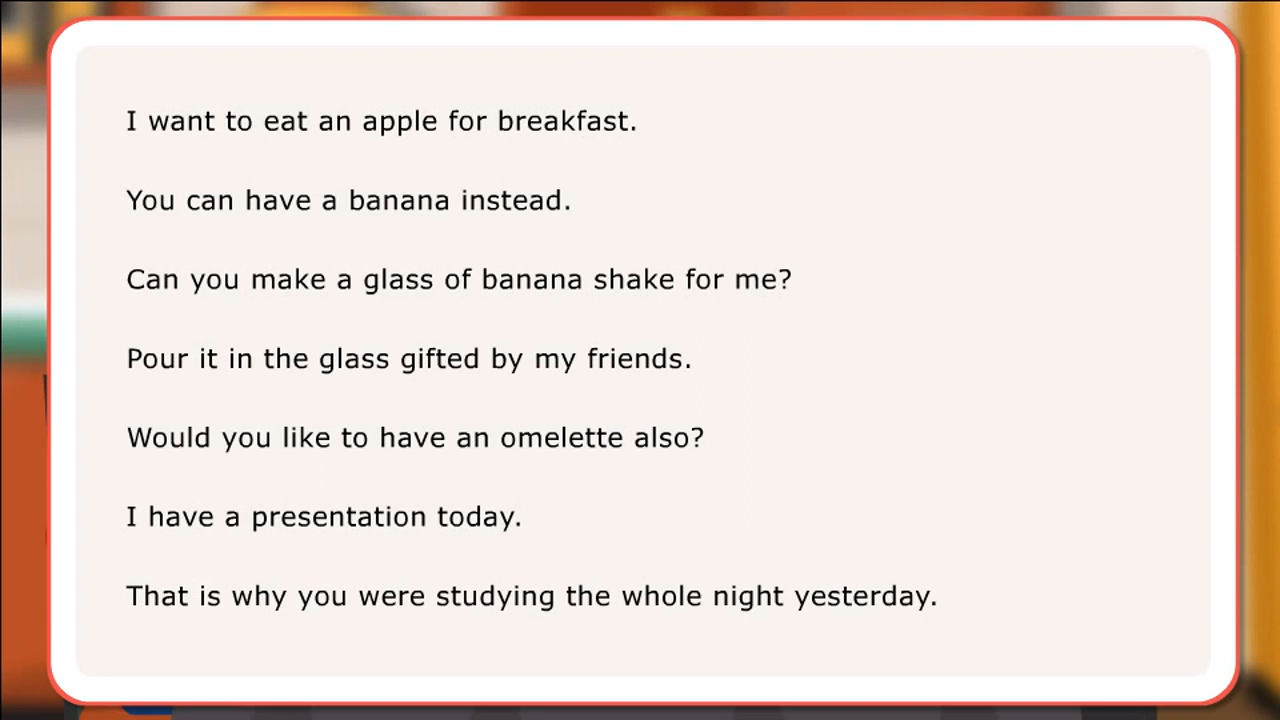 I want to eat an apple for breakfast.
You can have a banana instead.
Can you make a glass of banana shake for me?
Pour it in the glass gifted by my friends.
Would you like to have an omelette also?
I have a presentation today.
That is why you were studying the whole night yesterday.